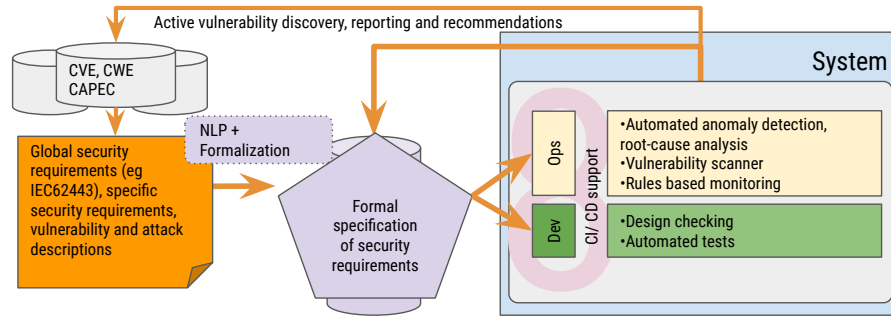 Active vulnerability discovery, reporting and recommendations
System
CVE, CWE
CAPEC
NLP +
Formalization
Global security
requirements (eg
IEC62443), specific
security requirements,
vulnerability and attack
descriptions
Formal
specification
of security
requirements
Ops
Dev
CI/ CD support
•Automated anomaly detection,
root-cause analysis
•Vulnerability scanner
•Rules based monitoring
•Design checking
•Automated tests